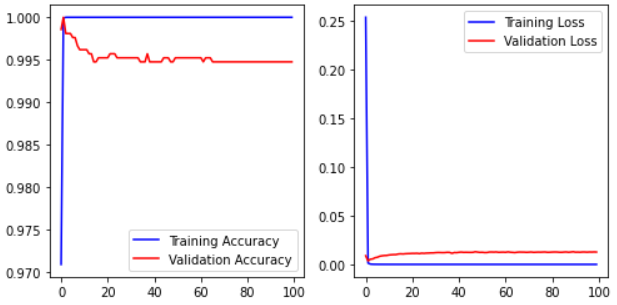 1.000
0.995
0.990
0.985
0.980
0.975
0.970
0 20 40 60 80 100
Training Accuracy
Validation Accuracy
0.25
0.20
0.15
0.10
0.05
0.00
0 20 40 60 80 100
Training Loss
Validation Loss